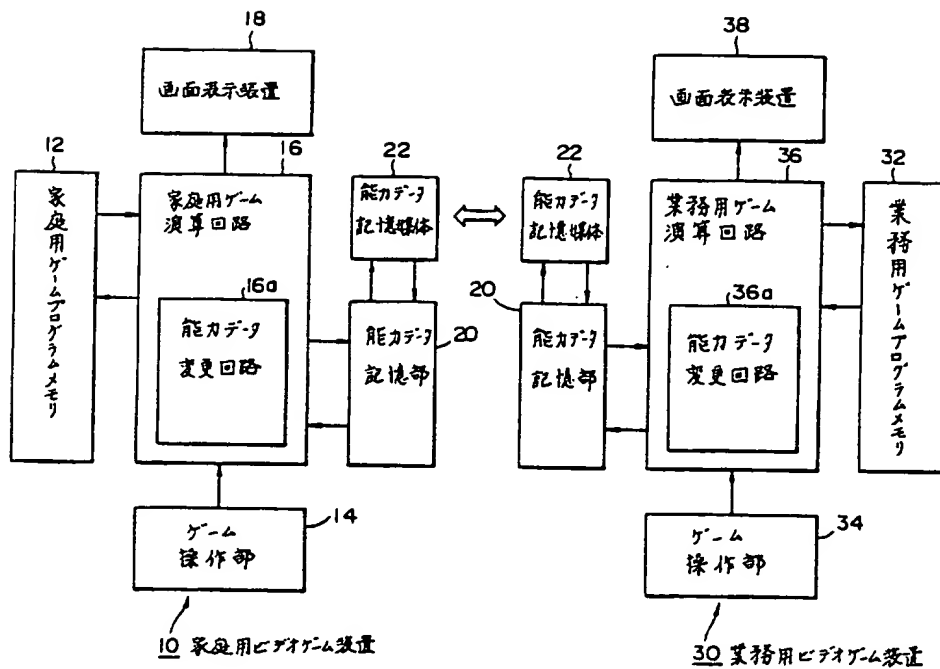 18
画面表示装置
12
家庭用ゲームプログラムメモリ
16
家庭用ゲーム
演算回路
16a
能力データ
変更回路
22
能力データ
記憶媒体
20
能力データ
記憶部
14
ゲーム
操作部
10 家庭用ビデオゲーム装置
38
画面表示装置
22
能力データ
記憶媒体
20
能力データ
記憶部
36
業務用ゲーム
演算回路
36a
能力データ
変更回路
32
業務用ゲームプログラムメモリ
34
ゲーム
操作部
30 業務用ビデオゲーム装置